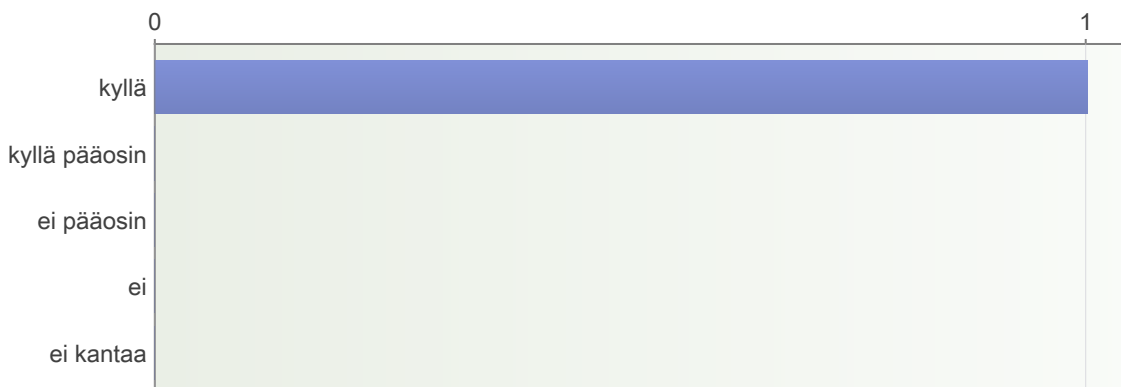 0 1
kyllä
kyllä pääosin
ei pääosin
ei
ei kantaa